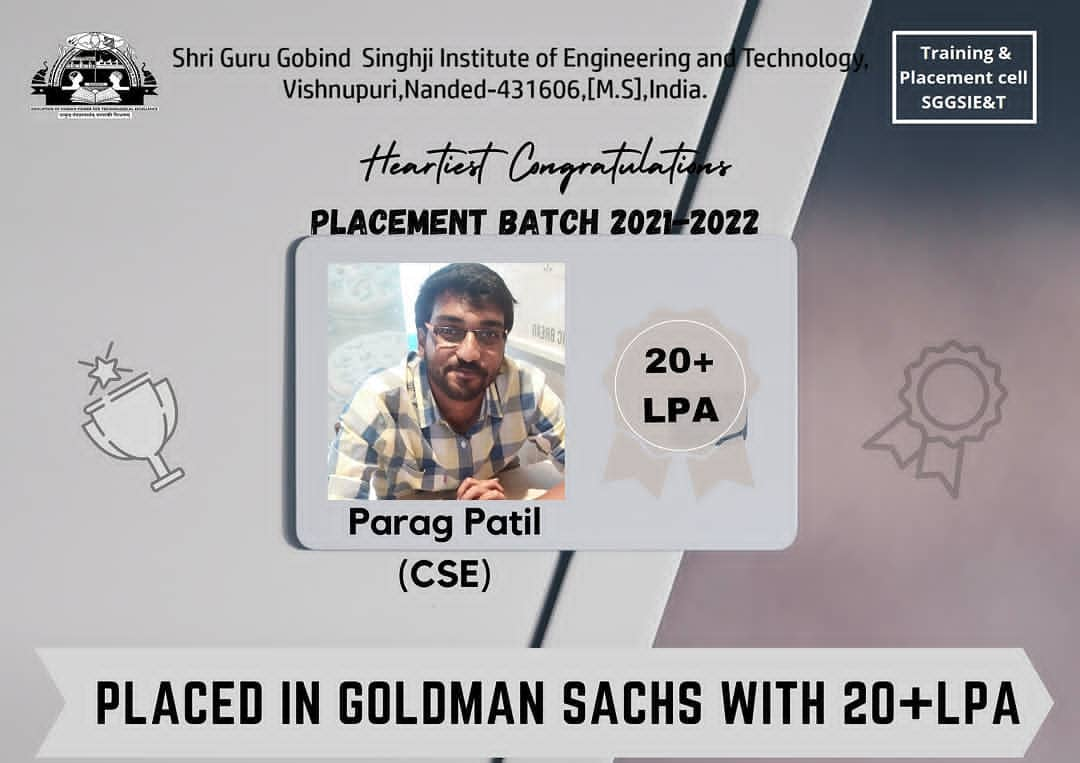 Shri Guru Gobind Singhji Institute of Engineering and Technology,
Vishnupuri,Nanded-431606,[M.S],India.
Training &
Placement cell
SGGSIE&T
Heartiest Congratulations
PLACEMENT BATCH 2021-2022
20+
LPA
Parag Patil
(CSE)
PLACED IN GOLDMAN SACHS WITH 20+LPA